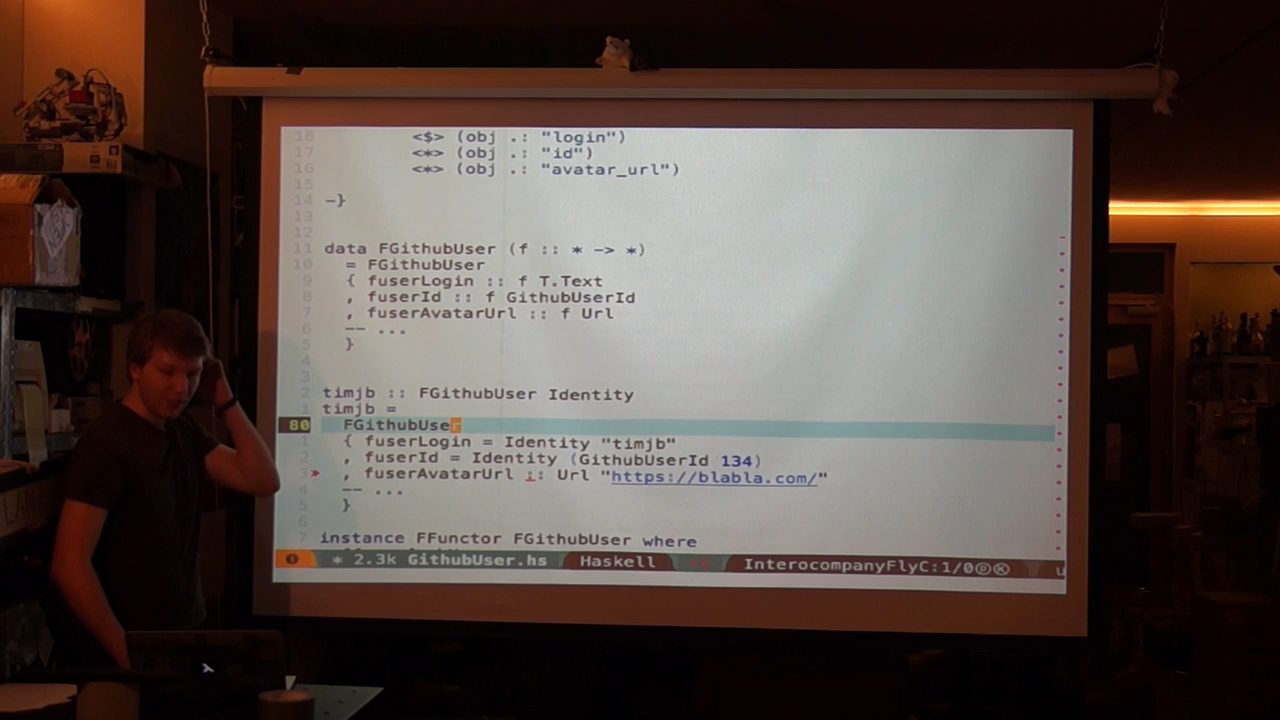 18 <$> (obj .: "login")
17 <*> (obj .: "id")
16 <*> (obj .: "avatar_url")
15
14 -}
13
12
11 data FGithubUser (f :: * -> *)
10 = FGithubUser
9 { fuserLogin :: f T.Text
8 , fuserId :: f GithubUserId
7 , fuserAvatarUrl :: f Url
6 -- ...
5 }
4
3
2 timjb :: FGithubUser Identity
1 timjb =
80 FGithubUser
1 { fuserLogin = Identity "timjb"
2 , fuserId = Identity (GithubUserId 134)
3 , fuserAvatarUrl :: Url "https://blabla.com/"
4 -- ...
5 }
6
7 instance FFunctor FGithubUser where
* 2.3k GithubUser.hs Haskell InterocompanyFlyC:1/0ⓟⓀ u